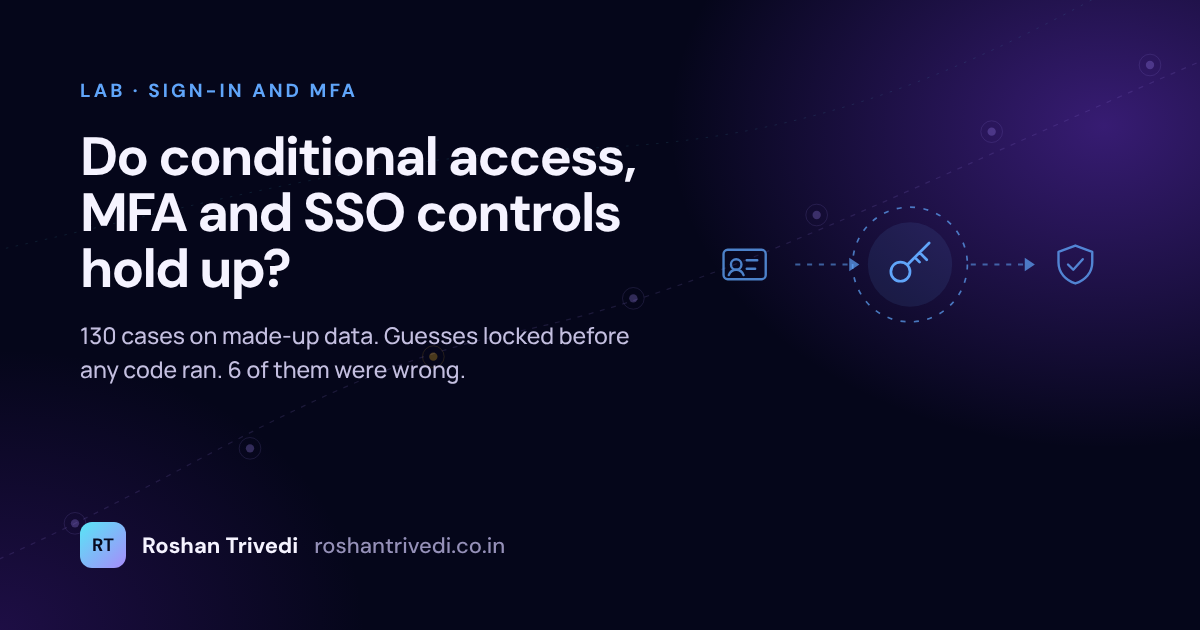 LAB · SIGN-IN AND MFA
Do conditional access,
MFA and SSO controls
hold up?
130 cases on made-up data. Guesses locked before
any code ran. 6 of them were wrong.
RT Roshan Trivedi roshantrivedi.co.in